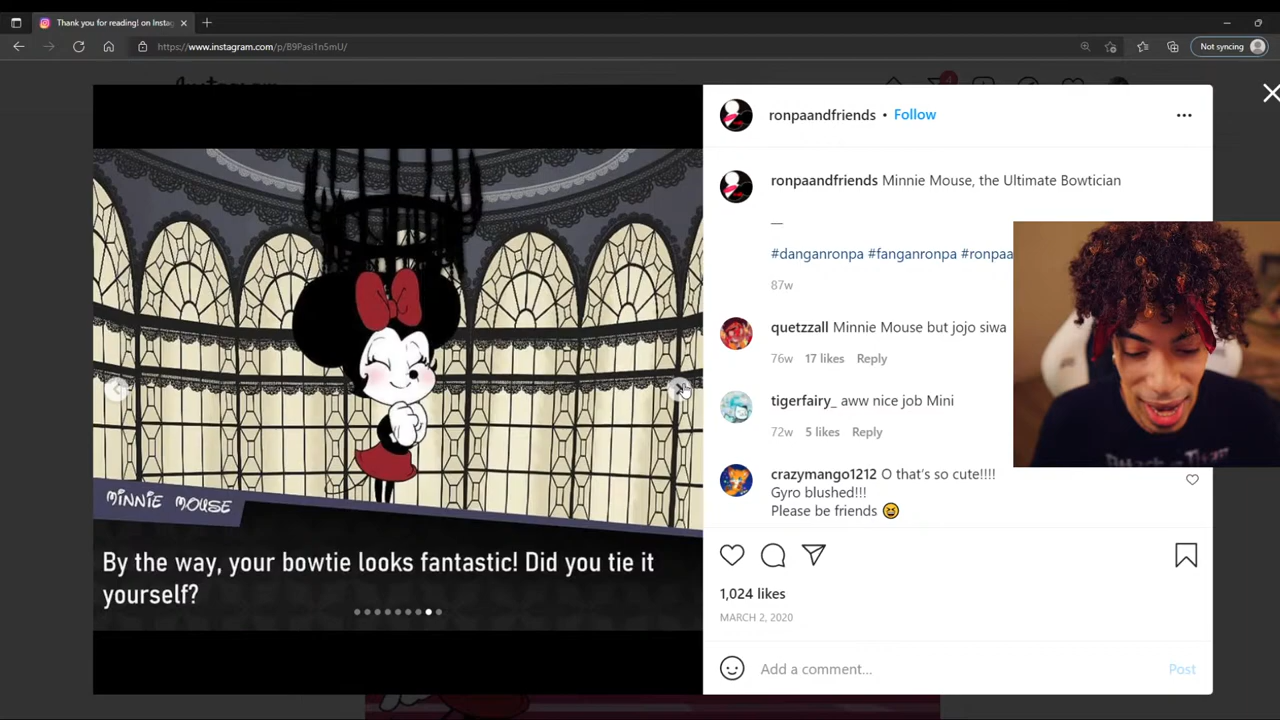 Thank you for reading! on Insta
https://www.instagram.com/p/B9Pasi1n5mU/
Not syncing
4
ronpaandfriends • Follow
ronpaandfriends Minnie Mouse, the Ultimate Bowtician
—
#danganronpa #fanganronpa #ronpaa
87w
quetzzall Minnie Mouse but jojo siwa
76w 17 likes Reply
tigerfairy_ aww nice job Mini
72w 5 likes Reply
crazymango1212 O that's so cute!!!!
Gyro blushed!!!
Please be friends 😆
1,024 likes
MARCH 2, 2020
Add a comment...
Post
MINNIE MOUSE
By the way, your bowtie looks fantastic! Did you tie it
yourself?